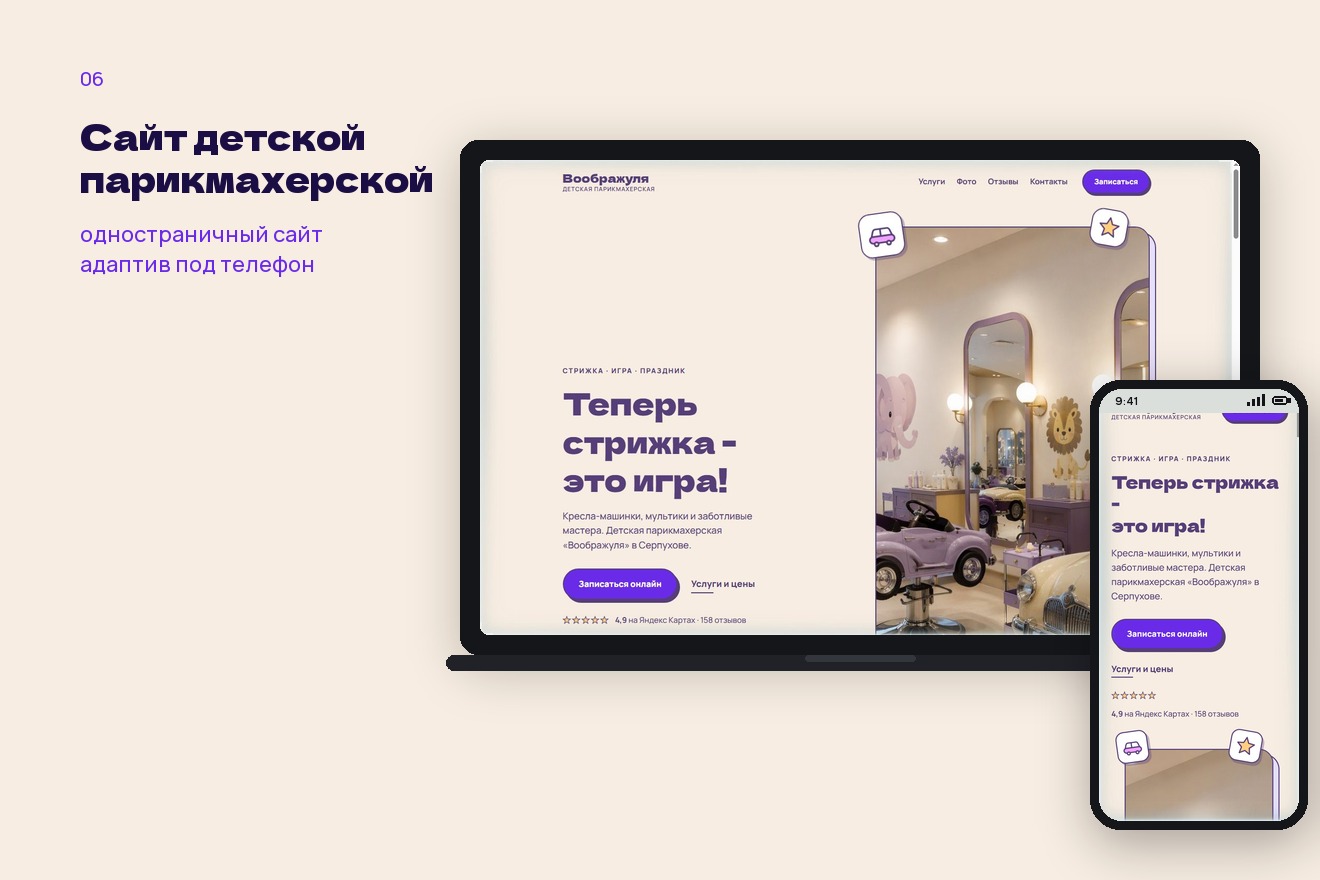 06
Сайт детской
парикмахерской
одностраничный сайт
адаптив под телефон
Воображуля
ДЕТСКАЯ ПАРИКМАХЕРСКАЯ
Услуги Фото Отзывы Контакты Записаться
СТРИЖКА · ИГРА · ПРАЗДНИК
Теперь
стрижка -
это игра!
Кресла-машинки, мультики и заботливые
мастера. Детская парикмахерская
«Воображуля» в Серпухове.
Записаться онлайн Услуги и цены
4,9 на Яндекс Картах · 158 отзывов
9:41
ДЕТСКАЯ ПАРИКМАХЕРСКАЯ
СТРИЖКА · ИГРА · ПРАЗДНИК
Теперь стрижка
-
это игра!
Кресла-машинки, мультики и
заботливые мастера. Детская
парикмахерская «Воображуля» в
Серпухове.
Записаться онлайн
Услуги и цены
4,9 на Яндекс Картах · 158 отзывов